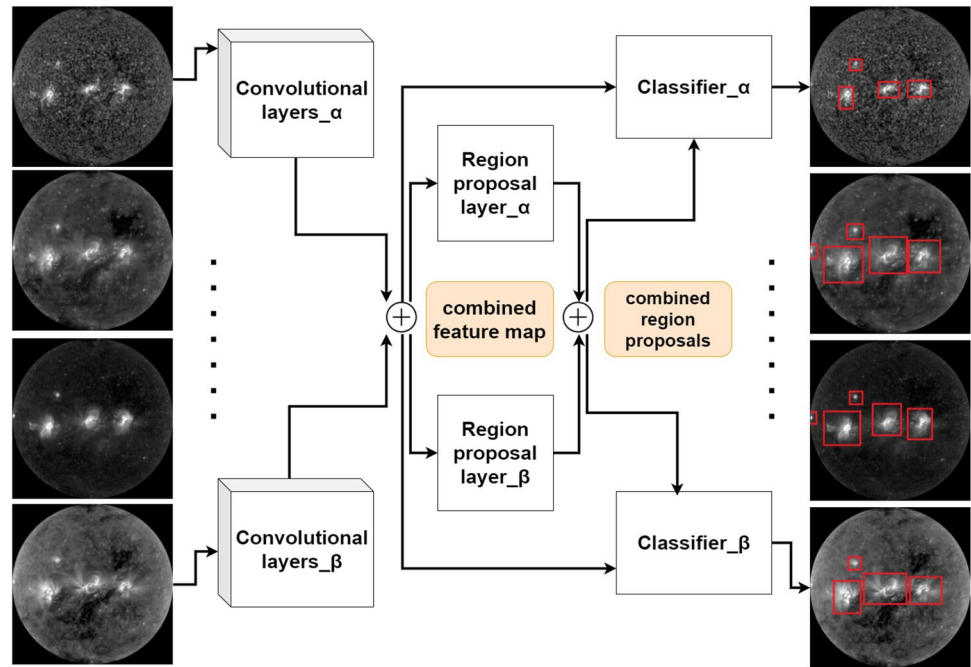 Convolutional
layers_α
Classifier_α
Region
proposal
layer_α
combined
feature map
combined
region
proposals
Region
proposal
layer_β
Convolutional
layers_β
Classifier_β